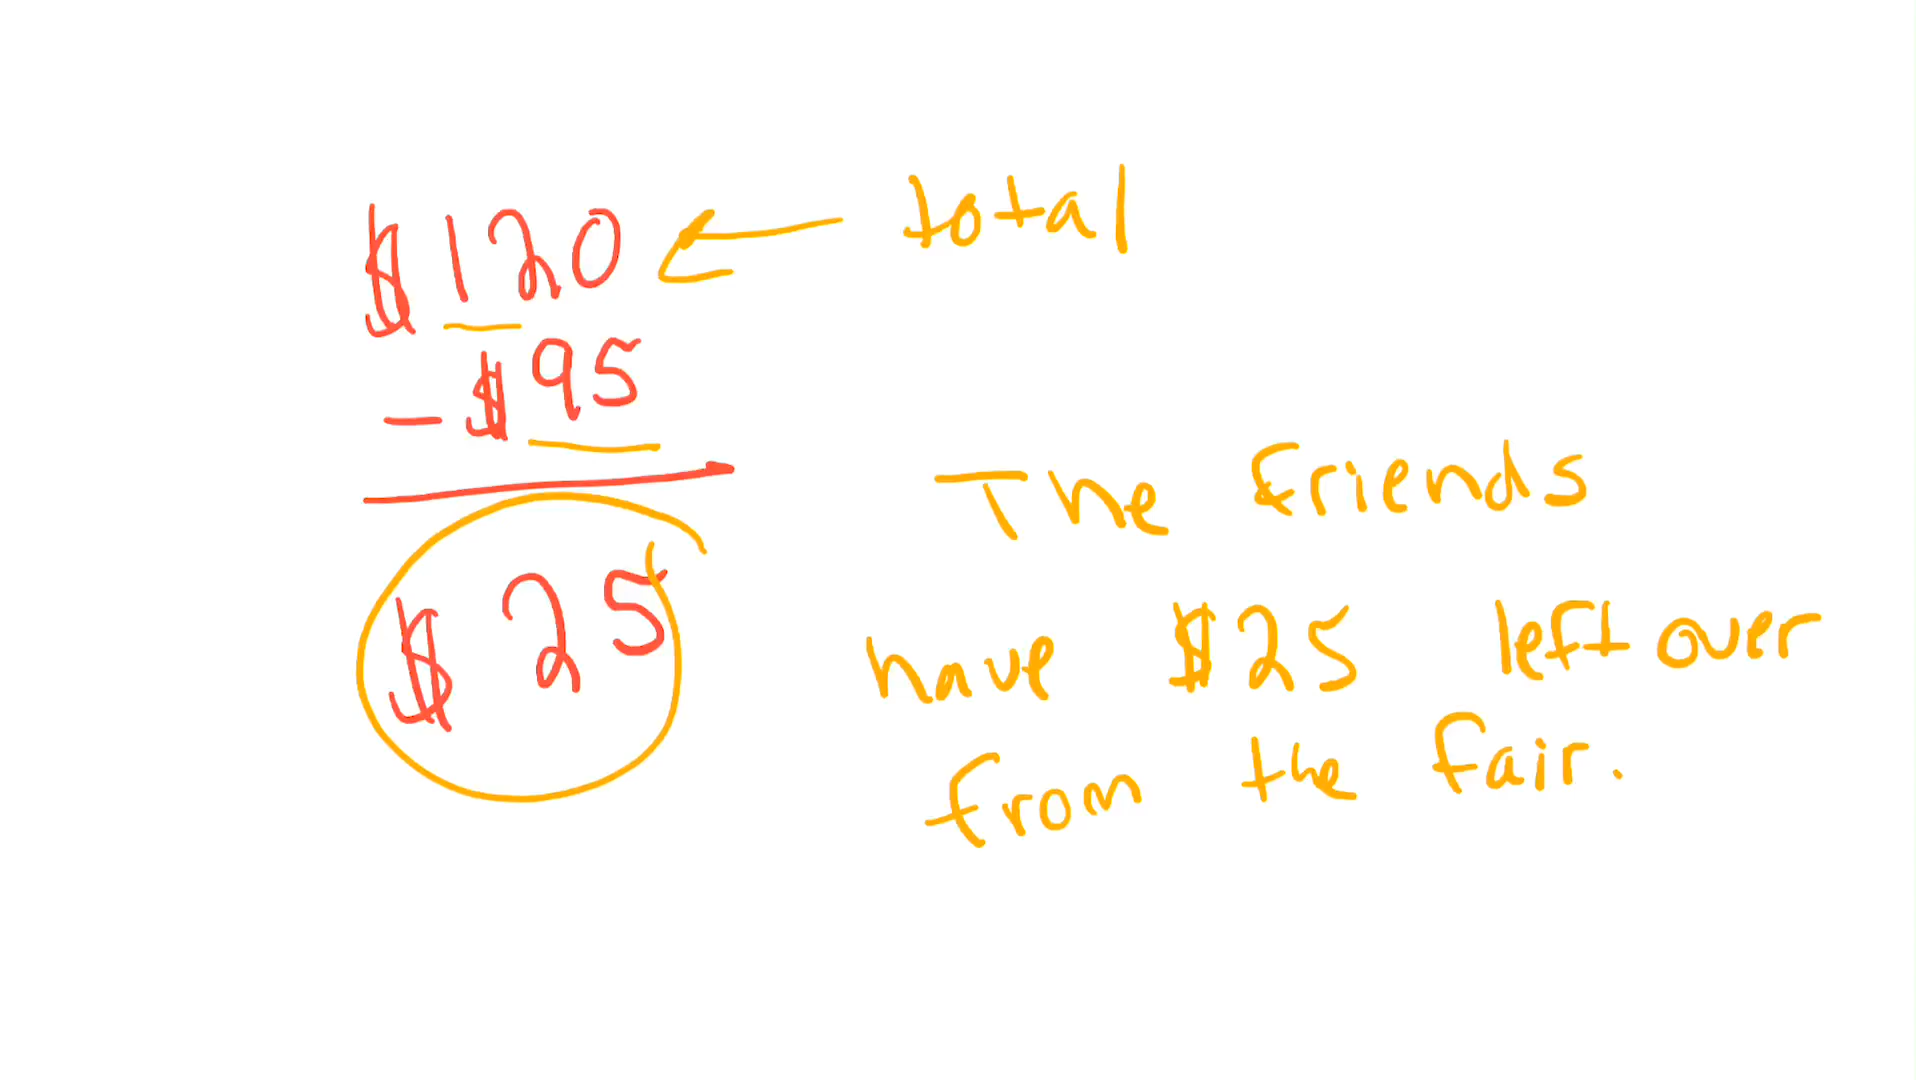 $120 ← total
- $95
$25
The friends
have $25 left over
from the fair.